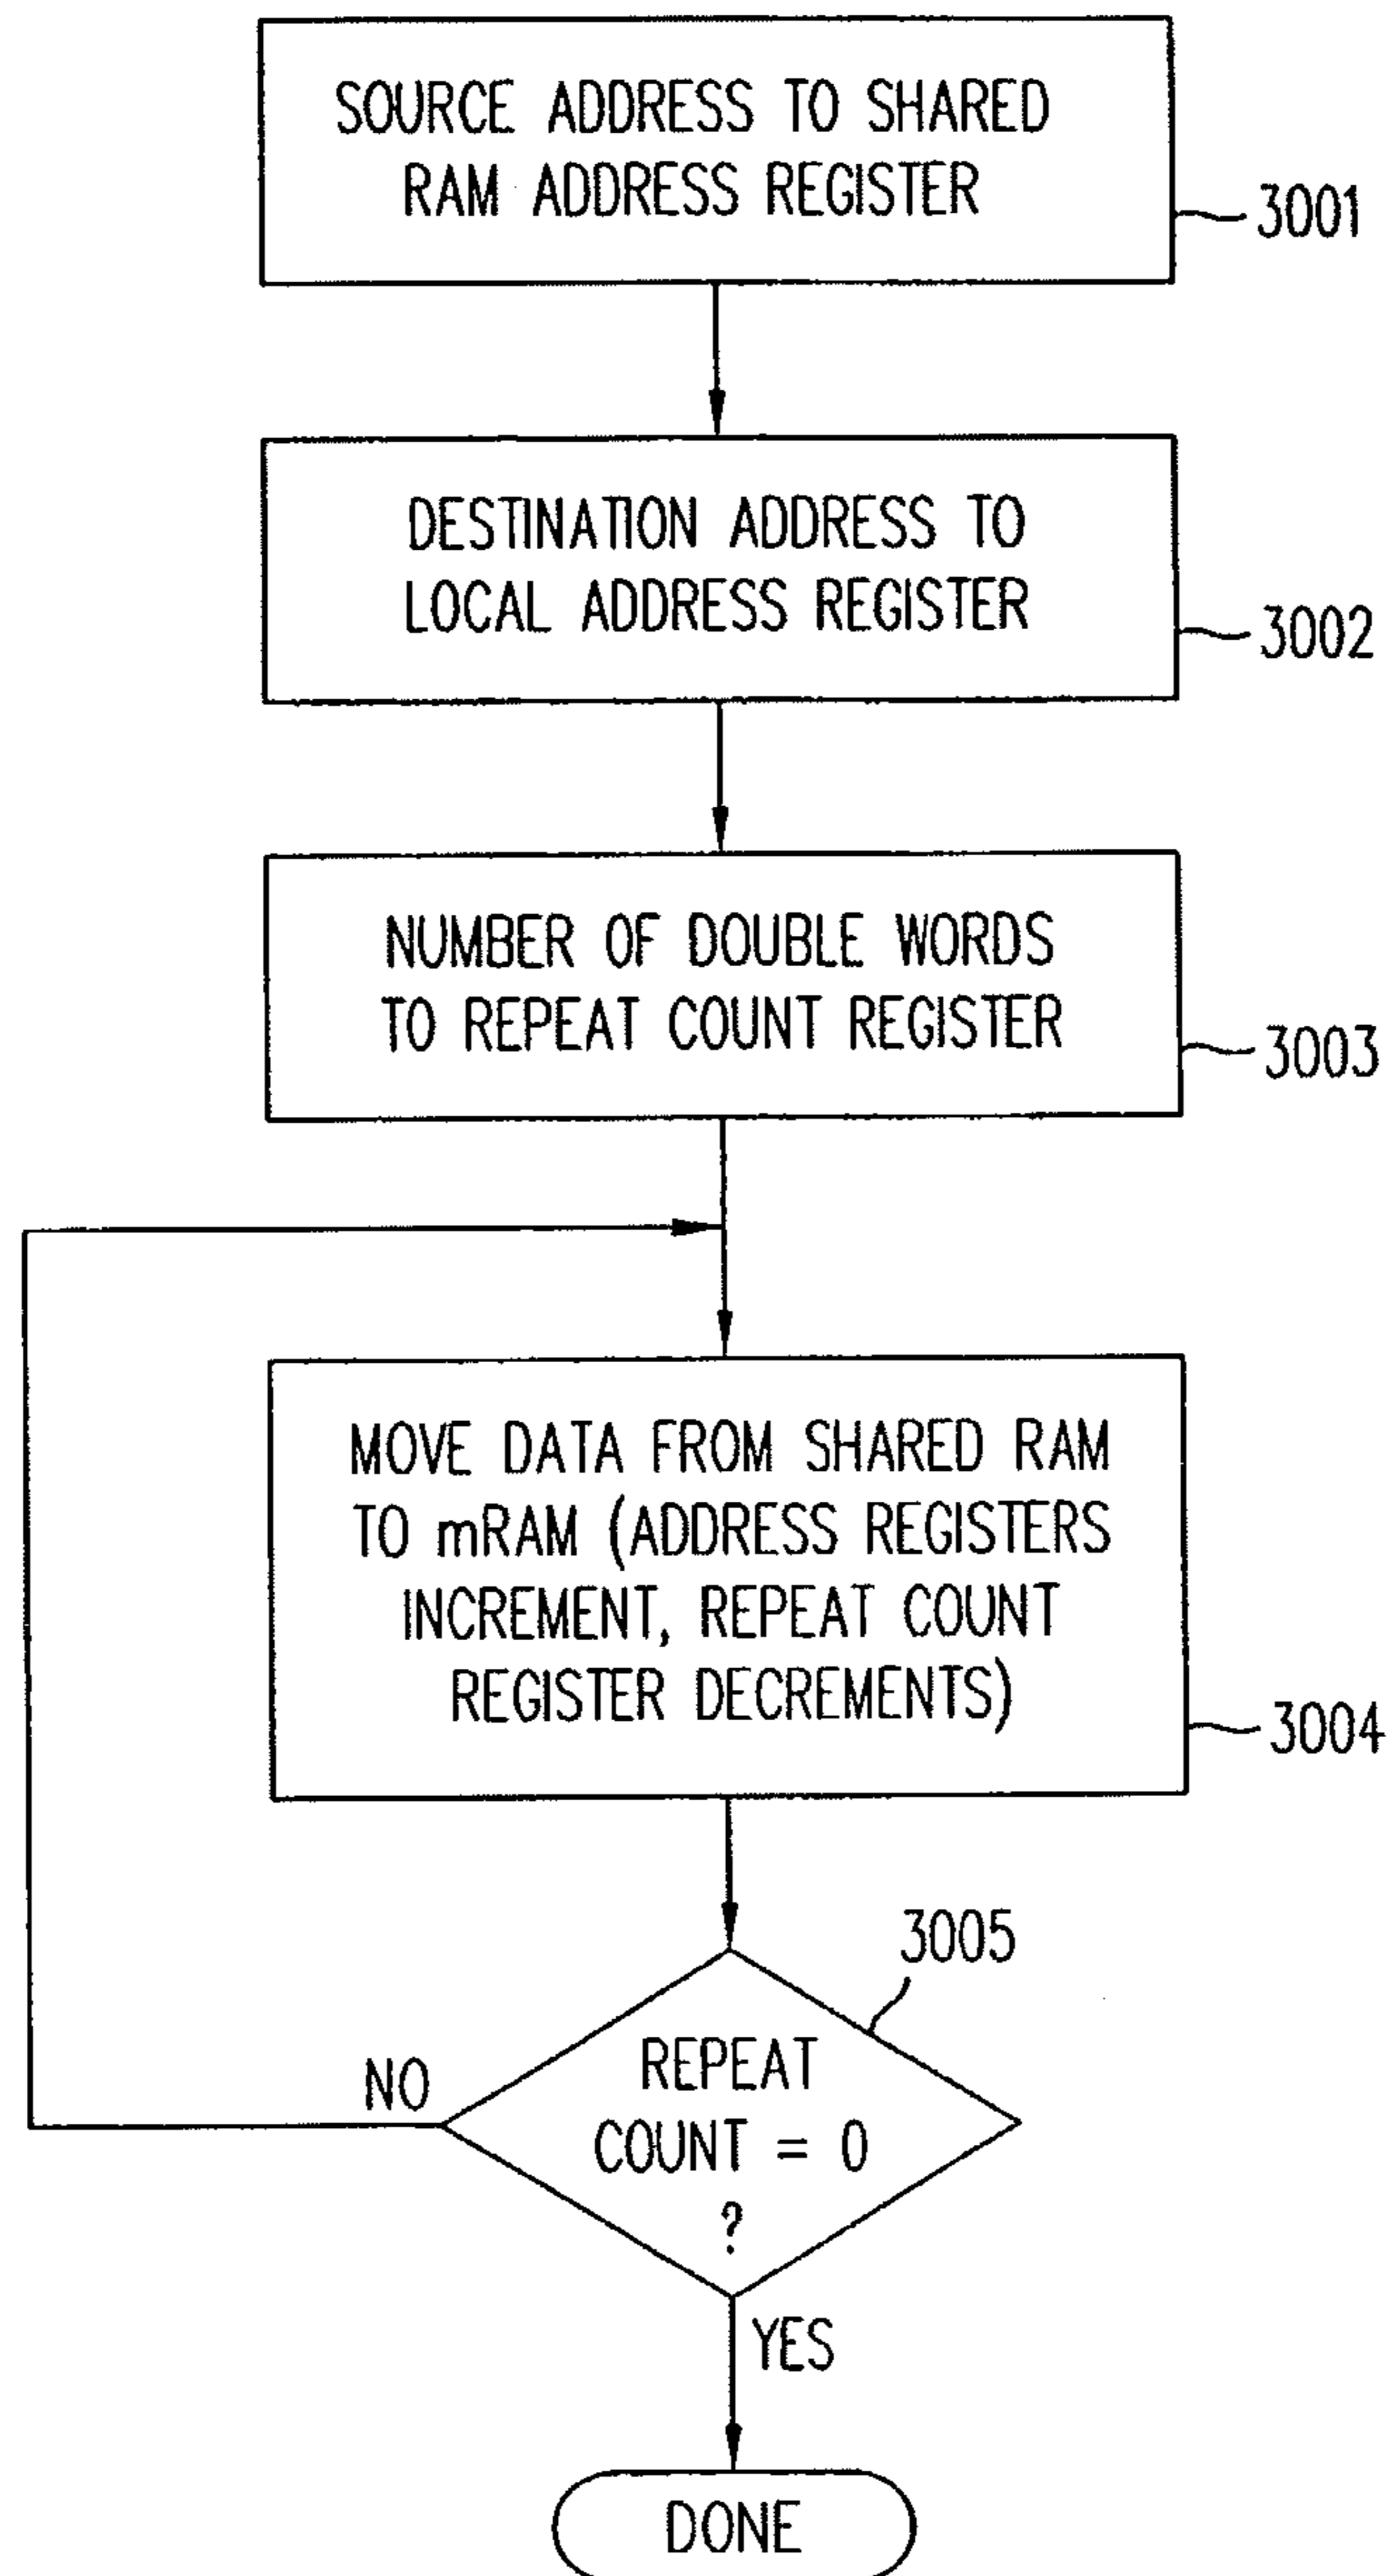 SOURCE ADDRESS TO SHARED
RAM ADDRESS REGISTER
3001
DESTINATION ADDRESS TO
LOCAL ADDRESS REGISTER
3002
NUMBER OF DOUBLE WORDS
TO REPEAT COUNT REGISTER
3003
MOVE DATA FROM SHARED RAM
TO mRAM (ADDRESS REGISTERS
INCREMENT, REPEAT COUNT
REGISTER DECREMENTS)
3004
3005
REPEAT
COUNT = 0
?
NO
YES
DONE